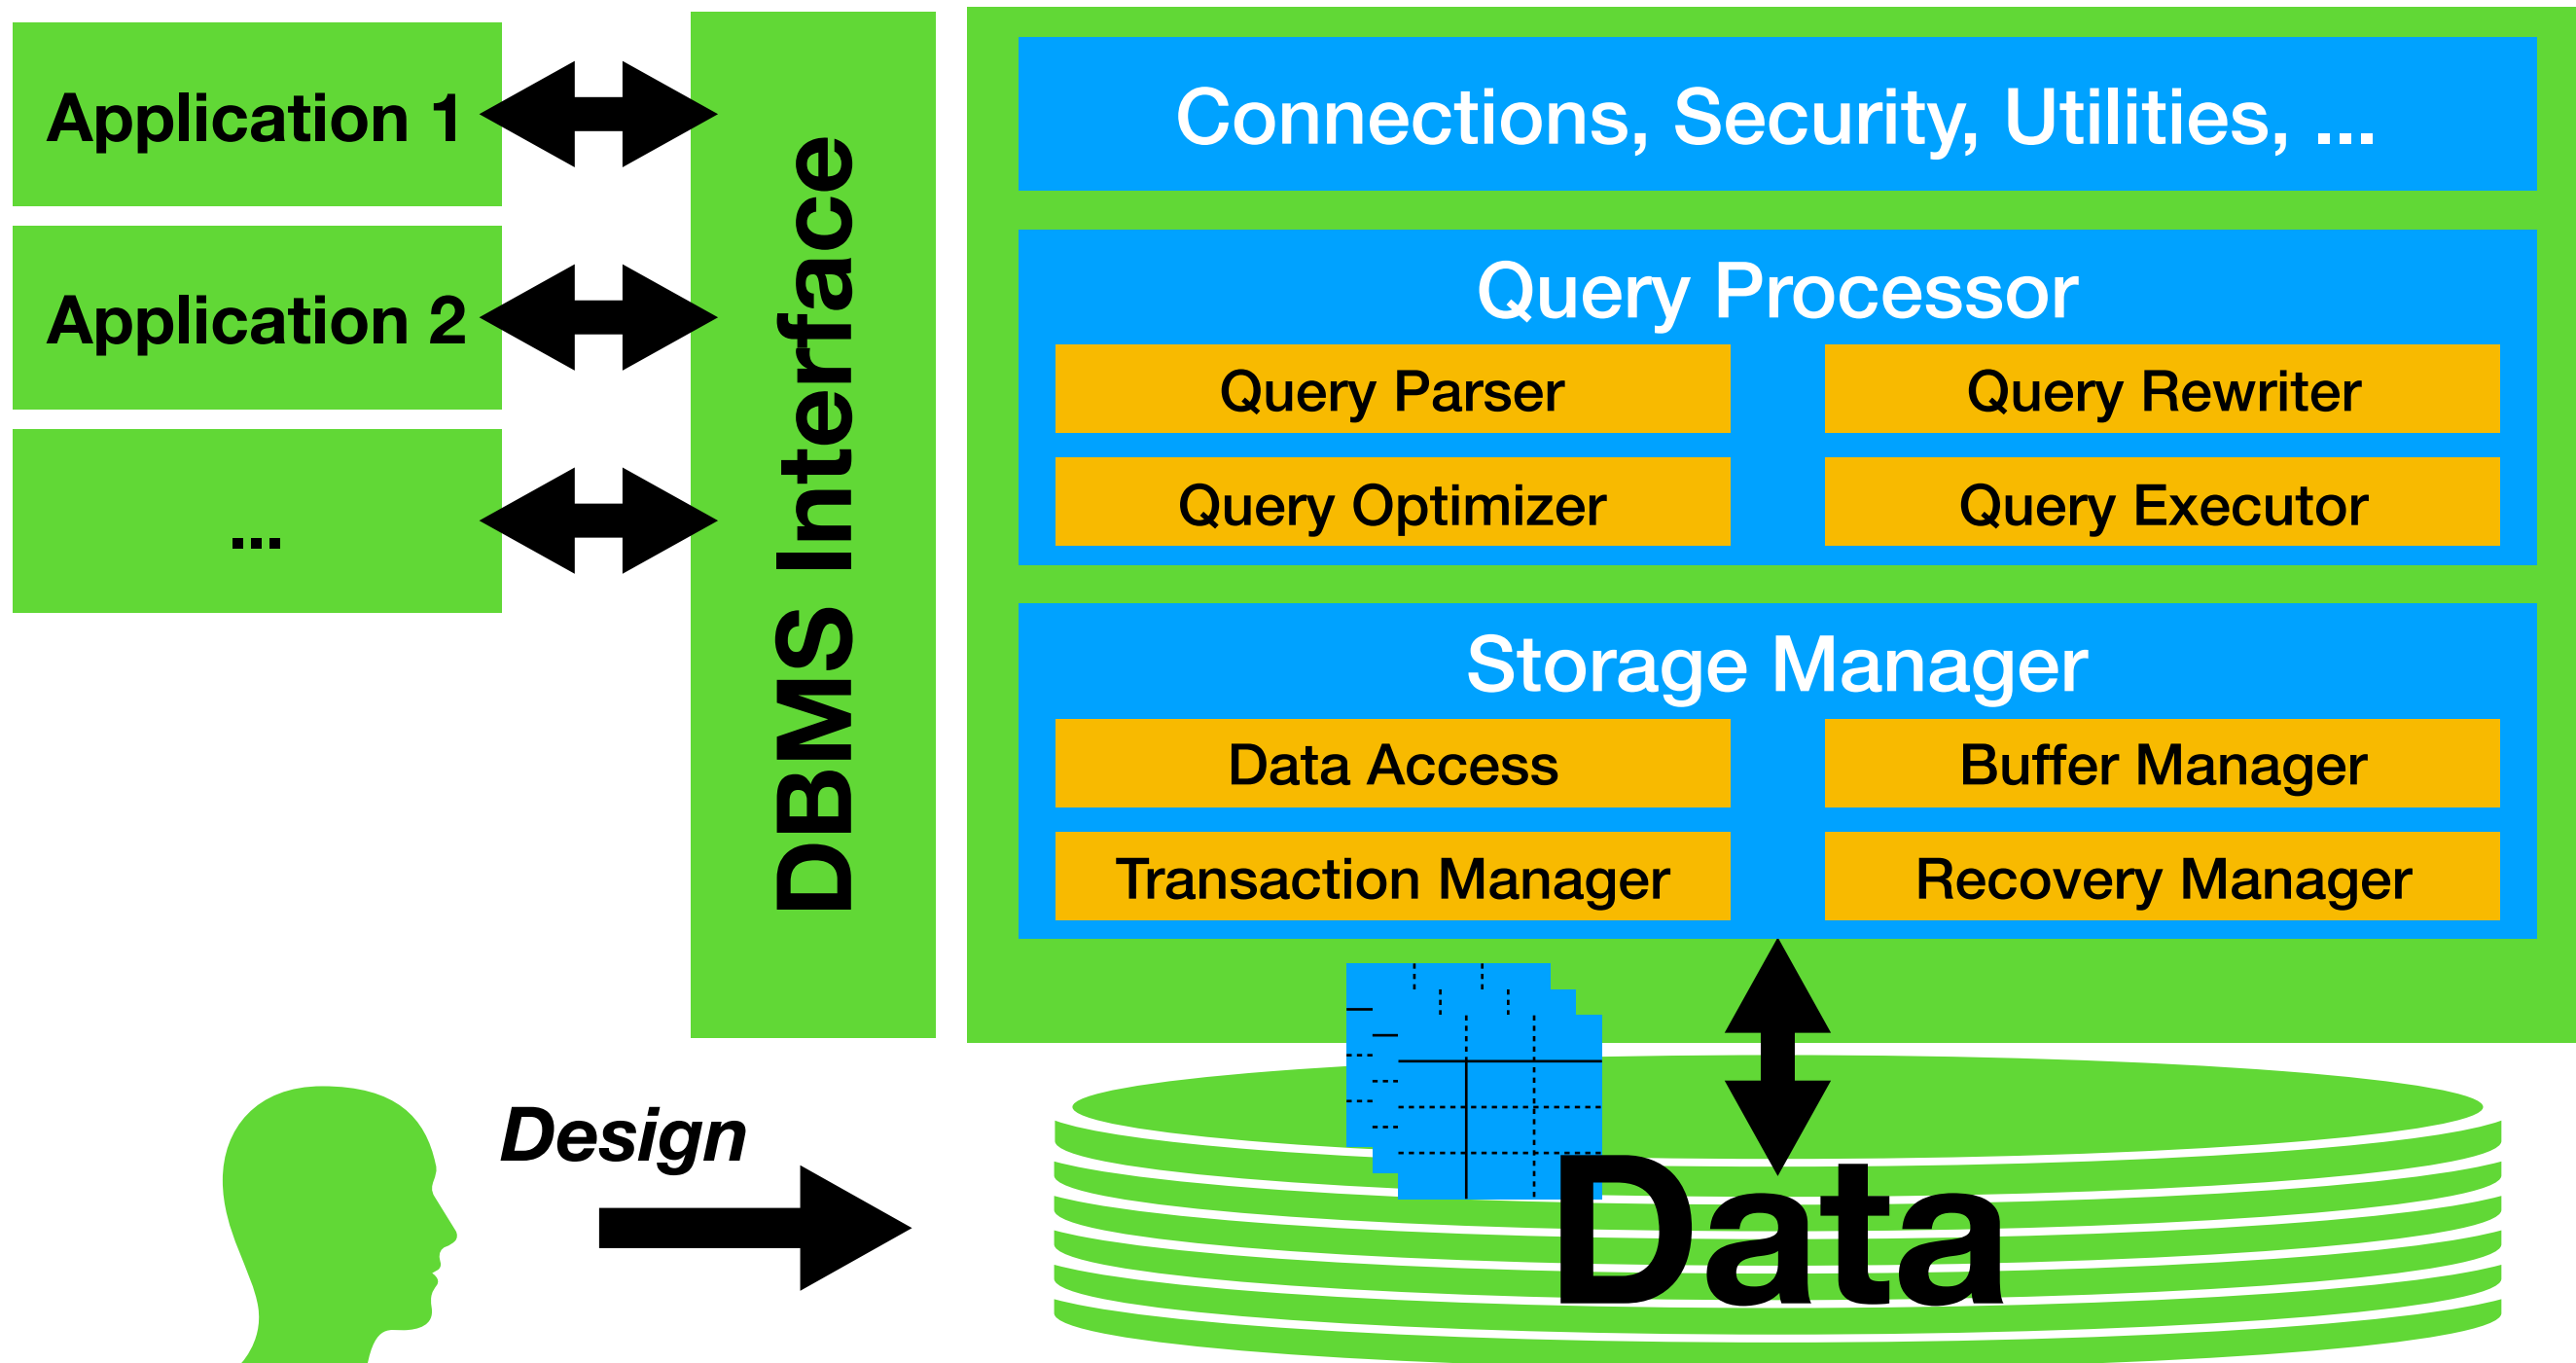 Application 1
Application 2
...
DBMS Interface
Connections, Security, Utilities, ...
Query Processor
Query Parser
Query Rewriter
Query Optimizer
Query Executor
Storage Manager
Data Access
Buffer Manager
Transaction Manager
Recovery Manager
Design
Data